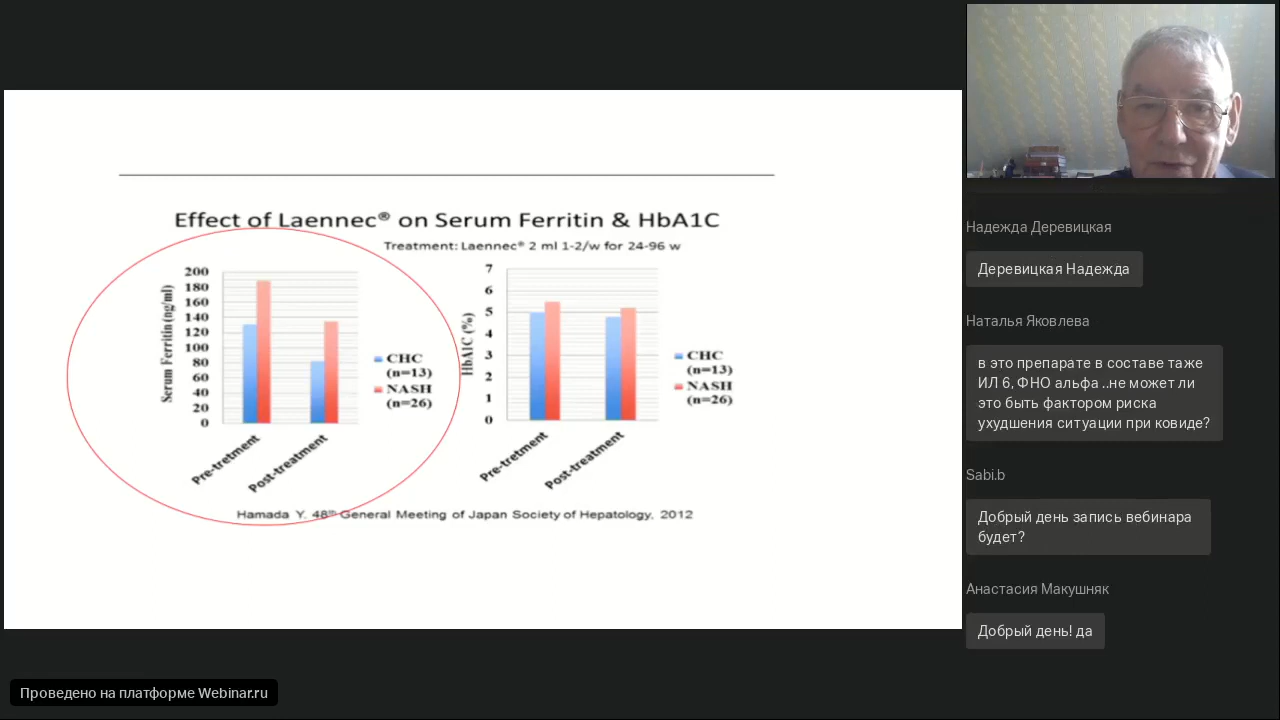 Effect of Laennec® on Serum Ferritin & HbA1C
Treatment: Laennec® 2 ml 1-2/w for 24-96 w
Serum Ferritin (ng/ml)
200
180
160
140
120
100
80
60
40
20
0
Pre-tretment
Post-treatment
CHC
(n=13)
NASH
(n=26)
HbA1C (%)
7
6
5
4
3
2
1
0
Pre-tretment
Post-treatment
CHC
(n=13)
NASH
(n=26)
Hamada Y. 48th General Meeting of Japan Society of Hepatology, 2012
Надежда Деревицкая
Деревицкая Надежда
Наталья Яковлева
в это препарате в составе таже
ИЛ 6, ФНО альфа ..не может ли
это быть фактором риска
ухудшения ситуации при ковиде?
Sabi.b
Добрый день запись вебинара
будет?
Анастасия Макушняк
Добрый день! да
Проведено на платформе Webinar.ru